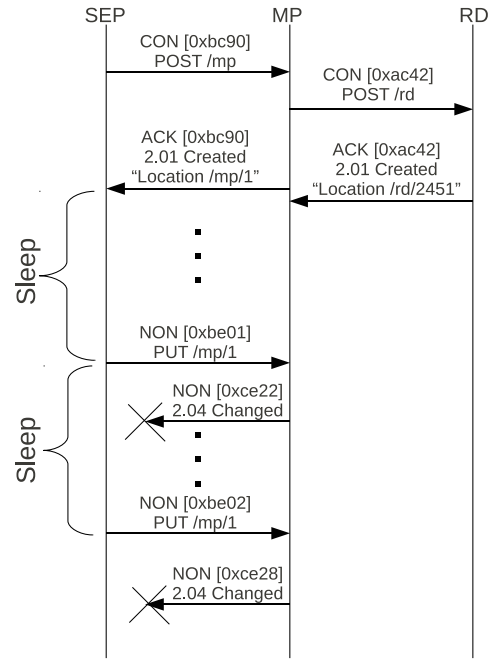 SEP MP RD
CON [0xbc90]
POST /mp
CON [0xac42]
POST /rd
ACK [0xbc90]
2.01 Created
“Location /mp/1”
ACK [0xac42]
2.01 Created
“Location /rd/2451”
Sleep
NON [0xbe01]
PUT /mp/1
NON [0xce22]
2.04 Changed
Sleep
NON [0xbe02]
PUT /mp/1
NON [0xce28]
2.04 Changed